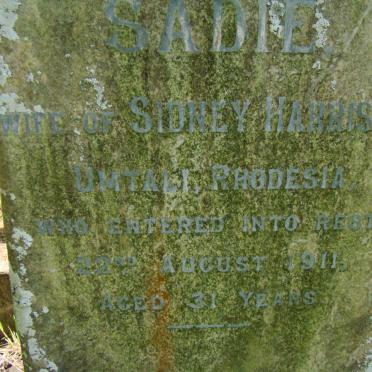 SADIE,
WIFE OF SIDNEY HARRIS
UMTALI, RHODESIA,
WHO ENTERED INTO REST
22ND AUGUST 1911,
AGED 31 YEARS.